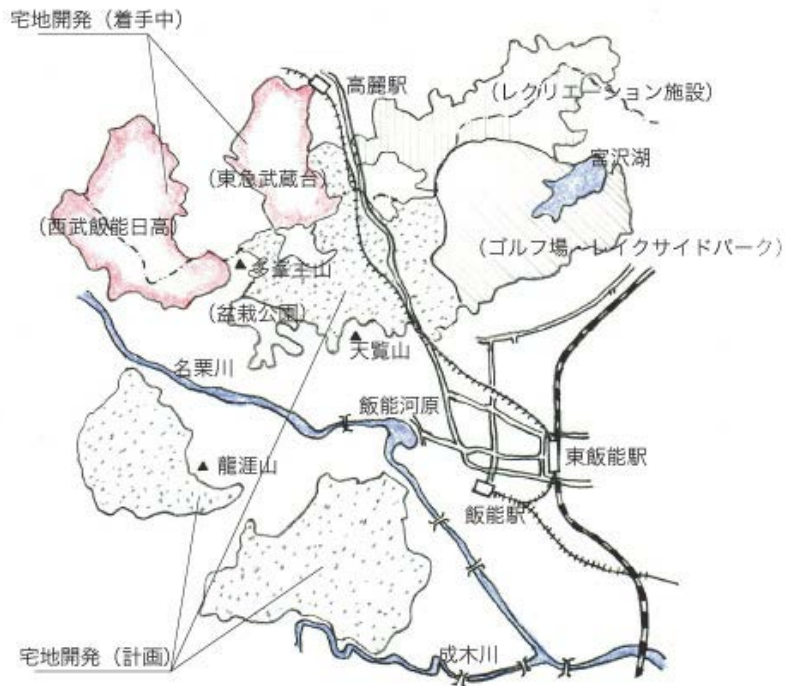 宅地開発(着手中)
高麗駅
(レクリエーション施設)
宮沢湖
(東急武蔵台)
(西武飯能日高)
(ゴルフ場~レイクサイドパーク)
多峯主山
(盆栽公園)
天覧山
名栗川
飯能河原
龍涯山
東飯能駅
飯能駅
宅地開発(計画)
成木川